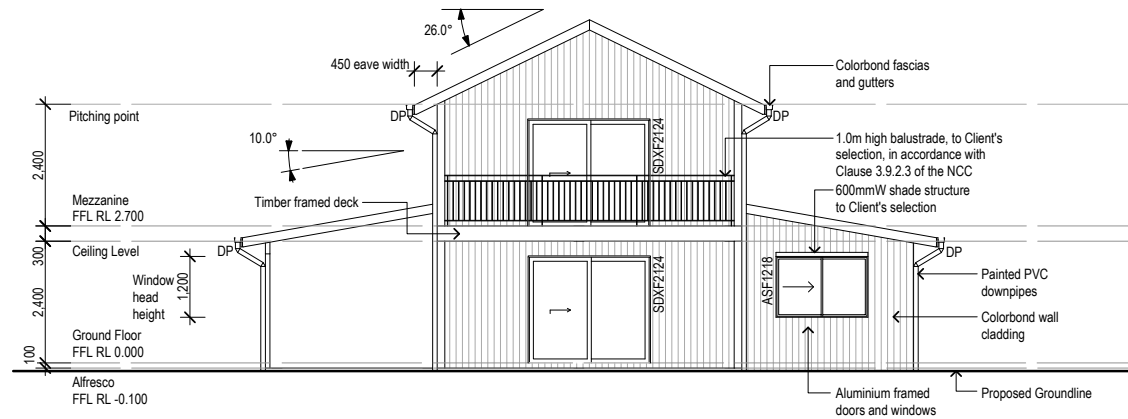 26.0°
450 eave width
Colorbond fascias
and gutters
Pitching point
DP
DP
10.0°
2,400
SDXF2124
1.0m high balustrade, to Client's
selection, in accordance with
Clause 3.9.2.3 of the NCC
600mmW shade structure
to Client's selection
Mezzanine
FFL RL 2.700
Timber framed deck
300
Ceiling Level
DP
DP
Window
head
height
1,200
2,400
SDXF2124
ASF1218
Painted PVC
downpipes
Colorbond wall
cladding
Ground Floor
FFL RL 0.000
100
Alfresco
FFL RL -0.100
Aluminium framed
doors and windows
Proposed Groundline